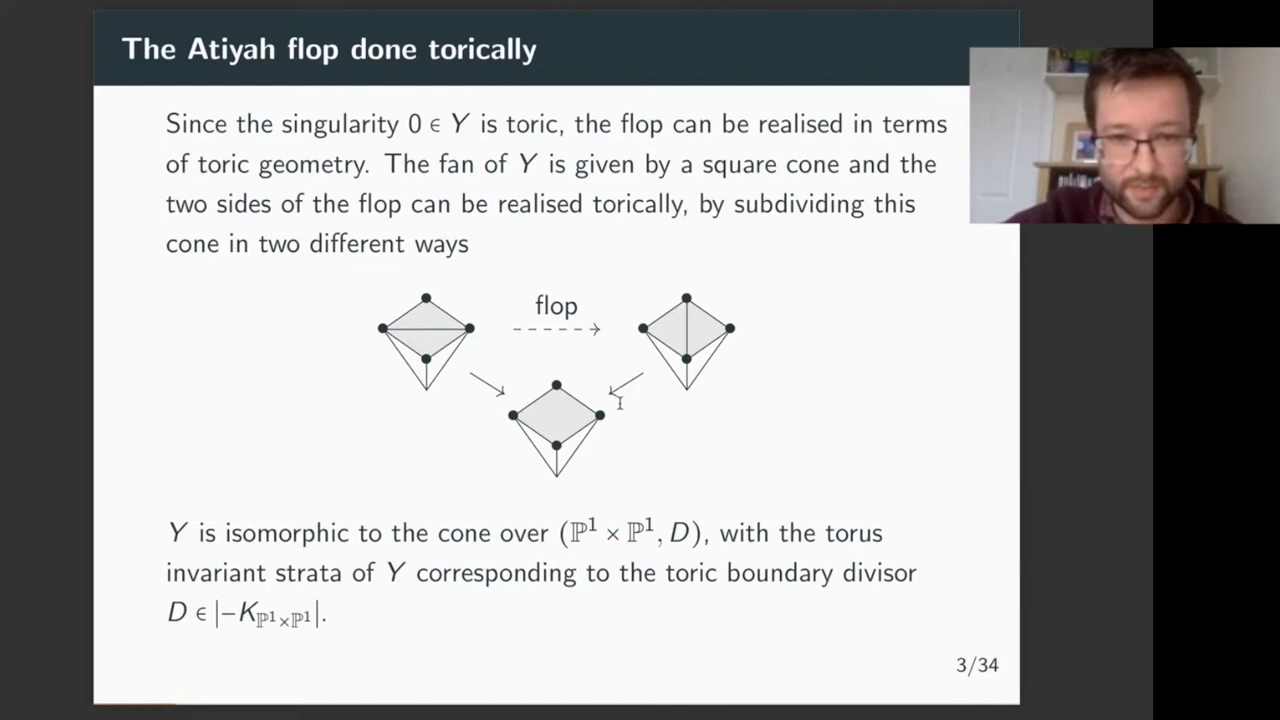 The Atiyah flop done torically
Since the singularity 0 ∈ Y is toric, the flop can be realised in terms
of toric geometry. The fan of Y is given by a square cone and the
two sides of the flop can be realised torically, by subdividing this
cone in two different ways
flop
Y is isomorphic to the cone over (ℙ¹ × ℙ¹, D), with the torus
invariant strata of Y corresponding to the toric boundary divisor
D ∈ |−K_{ℙ¹×ℙ¹}|.
3/34